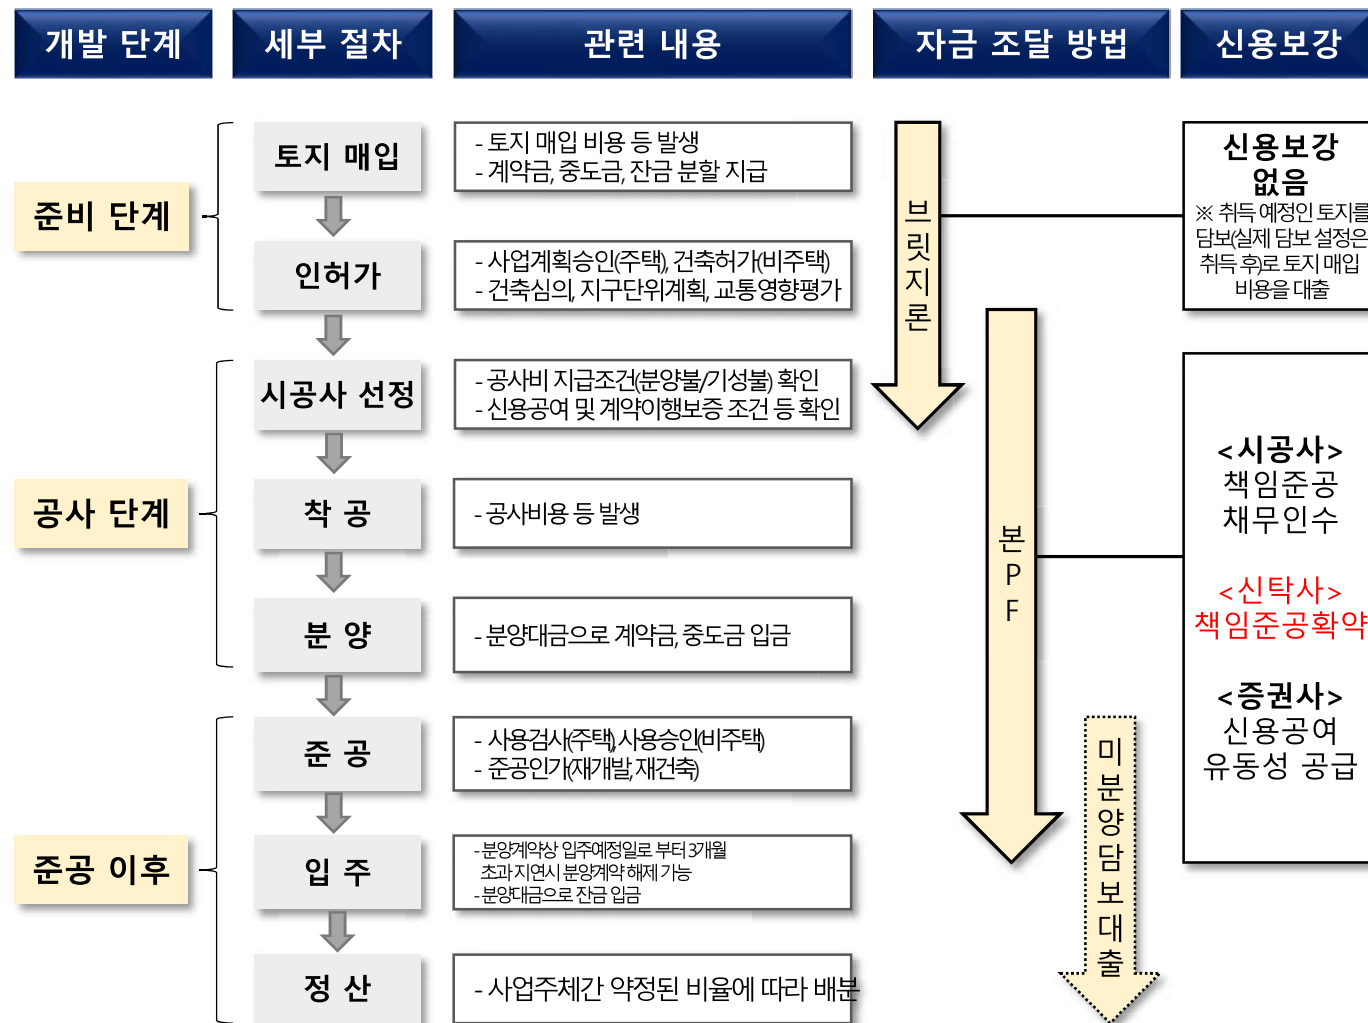 개발 단계
세부 절차
관련 내용
자금 조달 방법
신용보강
준비 단계
토지 매입
- 토지 매입 비용 등 발생
- 계약금, 중도금, 잔금 분할 지급
인허가
- 사업계획승인(주택), 건축허가(비주택)
- 건축심의, 지구단위계획, 교통영향평가
공사 단계
시공사 선정
- 공사비 지급조건(분양불/기성불) 확인
- 신용공여 및 계약이행보증 조건 등 확인
착 공
- 공사비용 등 발생
분 양
- 분양대금으로 계약금, 중도금 입금
준공 이후
준 공
- 사용검사(주택), 사용승인(비주택)
- 준공인가(재개발, 재건축)
입 주
- 분양계약상 입주예정일로 부터 3개월
초과 지연시 분양계약 해제 가능
- 분양대금으로 잔금 입금
정 산
- 사업주체간 약정된 비율에 따라 배분
브릿지론
본PF
미분양담보대출
신용보강
없음
※ 취득 예정인 토지를
담보(실제 담보 설정은
취득 후)로 토지 매입
비용을 대출
<시공사>
책임준공
채무인수
<신탁사>
책임준공확약
<증권사>
신용공여
유동성 공급